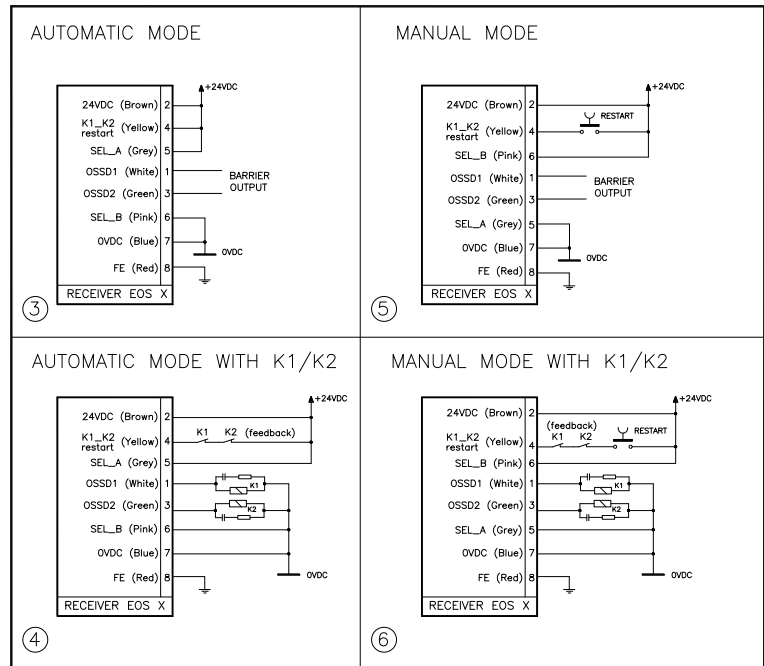 AUTOMATIC MODE
+24VDC
24VDC (Brown) 2
K1_K2
restart (Yellow) 4
SEL_A (Grey) 5
OSSD1 (White) 1
BARRIER
OUTPUT
OSSD2 (Green) 3
SEL_B (Pink) 6
0VDC (Blue) 7
0VDC
FE (Red) 8
RECEIVER EOS X
3
MANUAL MODE
+24VDC
24VDC (Brown) 2
RESTART
K1_K2
restart (Yellow) 4
SEL_B (Pink) 6
OSSD1 (White) 1
BARRIER
OUTPUT
OSSD2 (Green) 3
SEL_A (Grey) 5
0VDC (Blue) 7
0VDC
FE (Red) 8
RECEIVER EOS X
5
AUTOMATIC MODE WITH K1/K2
+24VDC
24VDC (Brown) 2
K1 K2 (feedback)
K1_K2
restart (Yellow) 4
SEL_A (Grey) 5
OSSD1 (White) 1
K1
OSSD2 (Green) 3
K2
SEL_B (Pink) 6
0VDC (Blue) 7
0VDC
FE (Red) 8
RECEIVER EOS X
4
MANUAL MODE WITH K1/K2
+24VDC
24VDC (Brown) 2
(feedback)
K1 K2 RESTART
K1_K2
restart (Yellow) 4
SEL_B (Pink) 6
OSSD1 (White) 1
K1
OSSD2 (Green) 3
K2
SEL_A (Grey) 5
0VDC (Blue) 7
0VDC
FE (Red) 8
RECEIVER EOS X
6